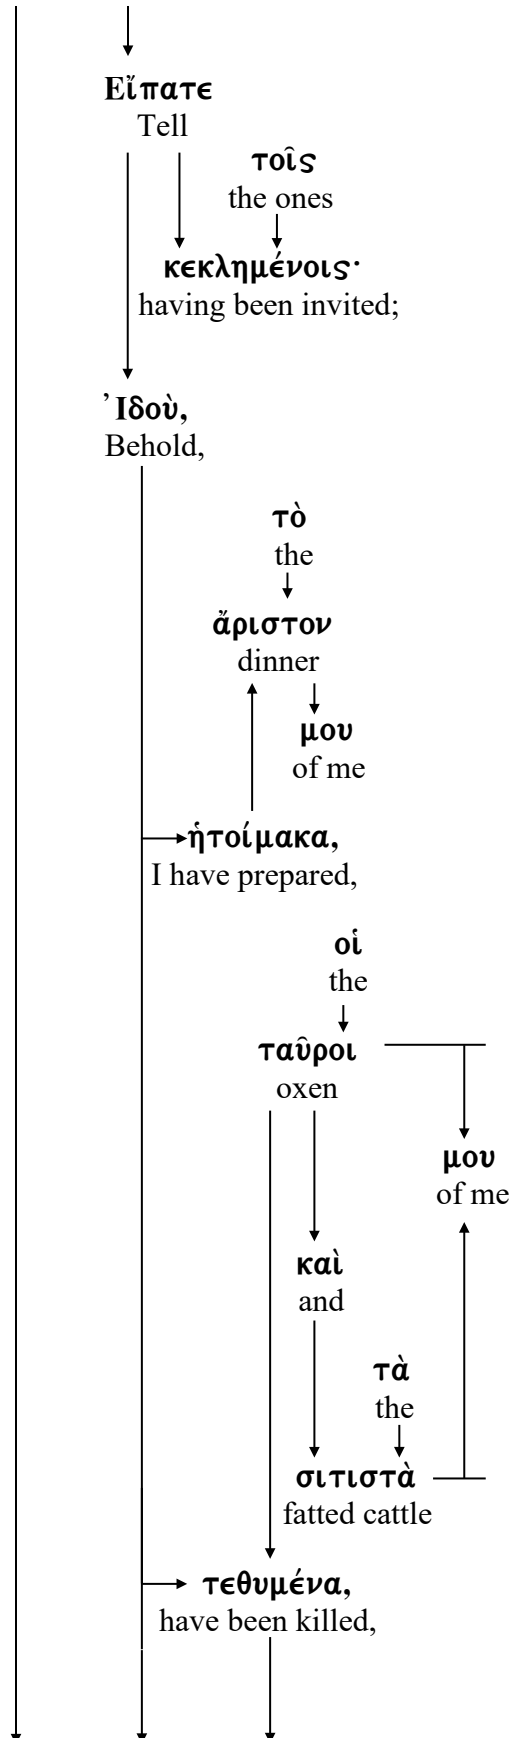 Εἴπατε
Tell
τοῖς
the ones
κεκλημένοις·
having been invited;
᾿Ιδοὺ,
Behold,
τὸ
the
ἄριστον
dinner
μου
of me
ἡτοίμακα,
I have prepared,
οἱ
the
ταῦροι
oxen
μου
of me
καὶ
and
τὰ
the
σιτιστὰ
fatted cattle
τεθυμένα,
have been killed,